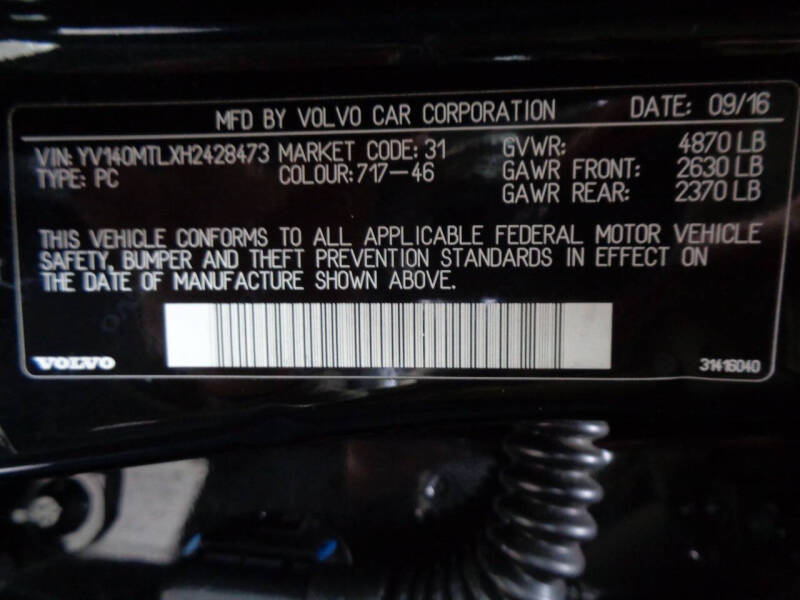 MFD BY VOLVO CAR CORPORATION DATE: 09/16
VIN: YV140MTLXH2428473 MARKET CODE: 31 GVWR: 4870 LB
TYPE: PC COLOUR: 717-46 GAWR FRONT: 2630 LB
GAWR REAR: 2370 LB
THIS VEHICLE CONFORMS TO ALL APPLICABLE FEDERAL MOTOR VEHICLE
SAFETY, BUMPER AND THEFT PREVENTION STANDARDS IN EFFECT ON
THE DATE OF MANUFACTURE SHOWN ABOVE.
VOLVO 31416040